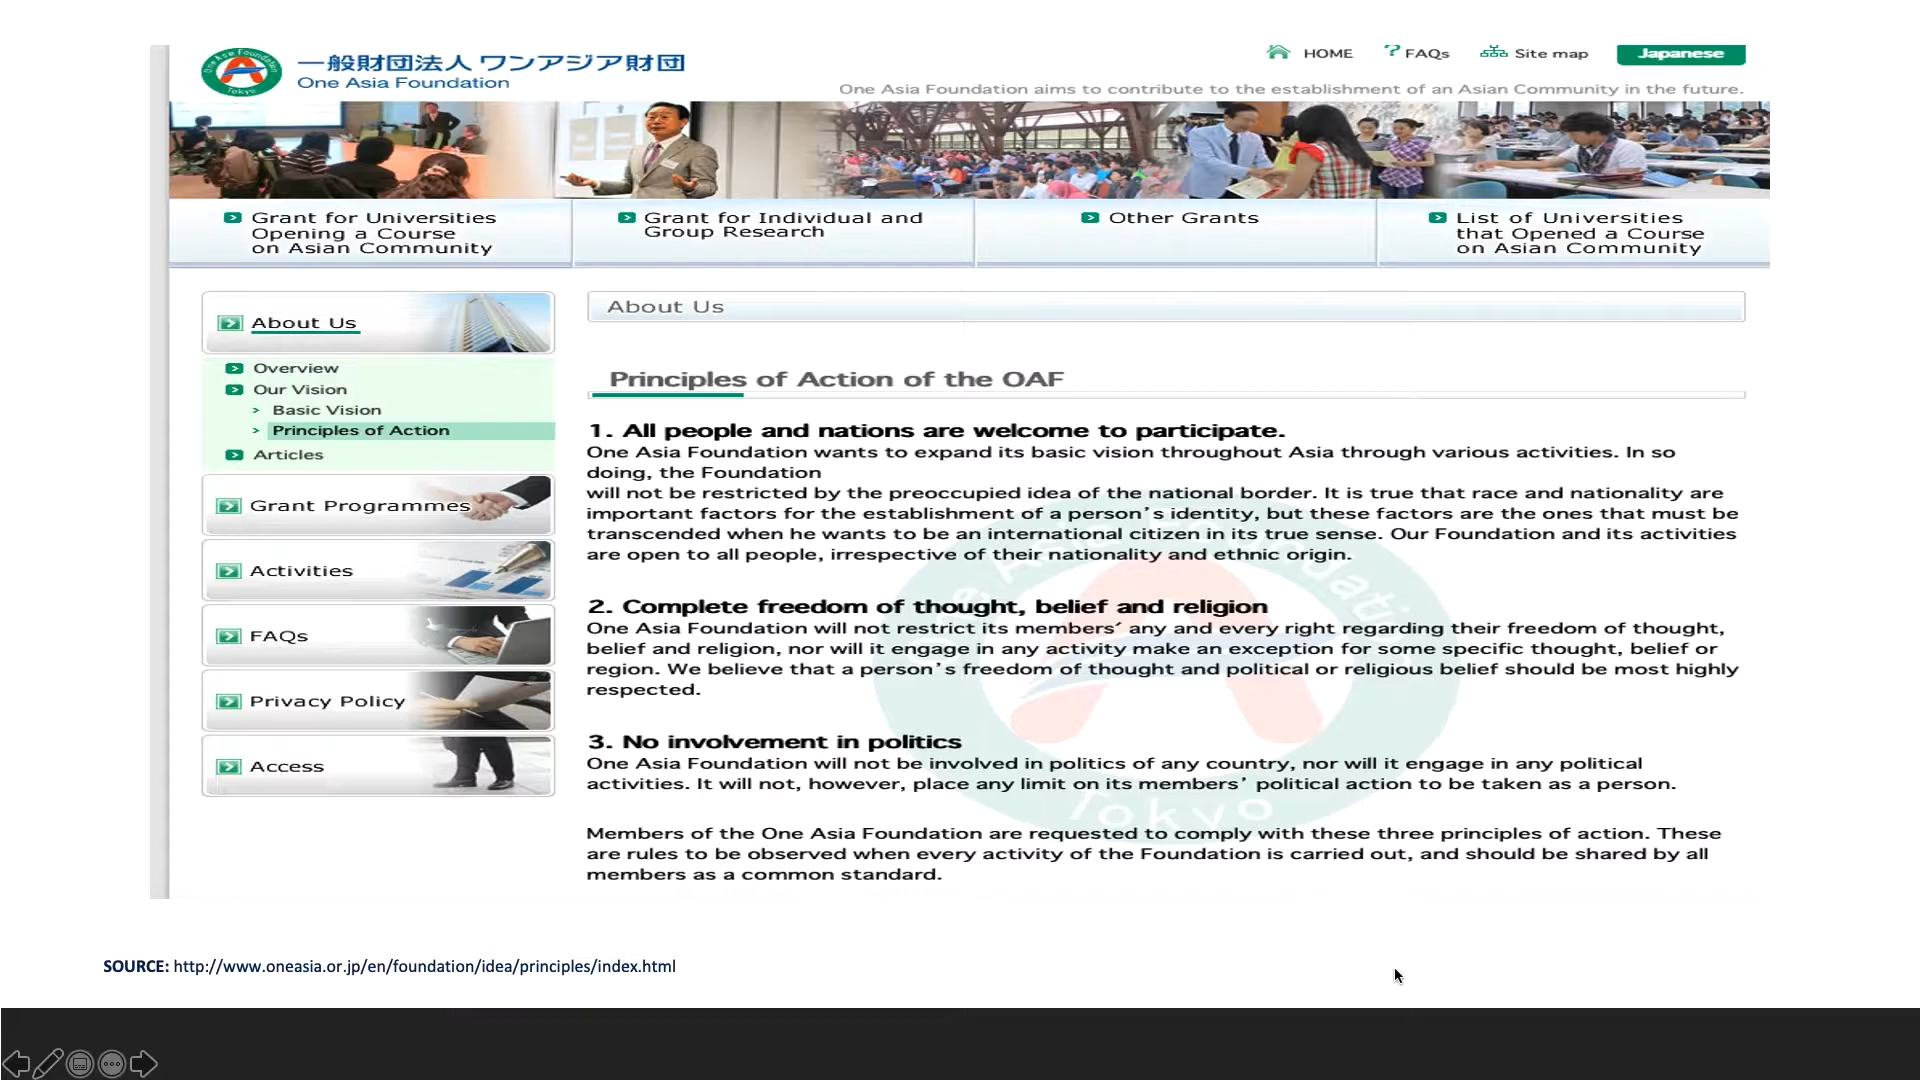 一般財団法人 ワンアジア財団
One Asia Foundation
HOME
FAQs
Site map
Japanese
One Asia Foundation aims to contribute to the establishment of an Asian Community in the future.
Grant for Universities
Opening a Course
on Asian Community
Grant for Individual and
Group Research
Other Grants
List of Universities
that Opened a Course
on Asian Community
About Us
Overview
Our Vision
Basic Vision
Principles of Action
Articles
Grant Programmes
Activities
FAQs
Privacy Policy
Access
About Us
Principles of Action of the OAF
1. All people and nations are welcome to participate.
One Asia Foundation wants to expand its basic vision throughout Asia through various activities. In so
doing, the Foundation
will not be restricted by the preoccupied idea of the national border. It is true that race and nationality are
important factors for the establishment of a person’s identity, but these factors are the ones that must be
transcended when he wants to be an international citizen in its true sense. Our Foundation and its activities
are open to all people, irrespective of their nationality and ethnic origin.
2. Complete freedom of thought, belief and religion
One Asia Foundation will not restrict its members´ any and every right regarding their freedom of thought,
belief and religion, nor will it engage in any activity make an exception for some specific thought, belief or
region. We believe that a person’s freedom of thought and political or religious belief should be most highly
respected.
3. No involvement in politics
One Asia Foundation will not be involved in politics of any country, nor will it engage in any political
activities. It will not, however, place any limit on its members’ political action to be taken as a person.
Members of the One Asia Foundation are requested to comply with these three principles of action. These
are rules to be observed when every activity of the Foundation is carried out, and should be shared by all
members as a common standard.
Tokyo
SOURCE: http://www.oneasia.or.jp/en/foundation/idea/principles/index.html